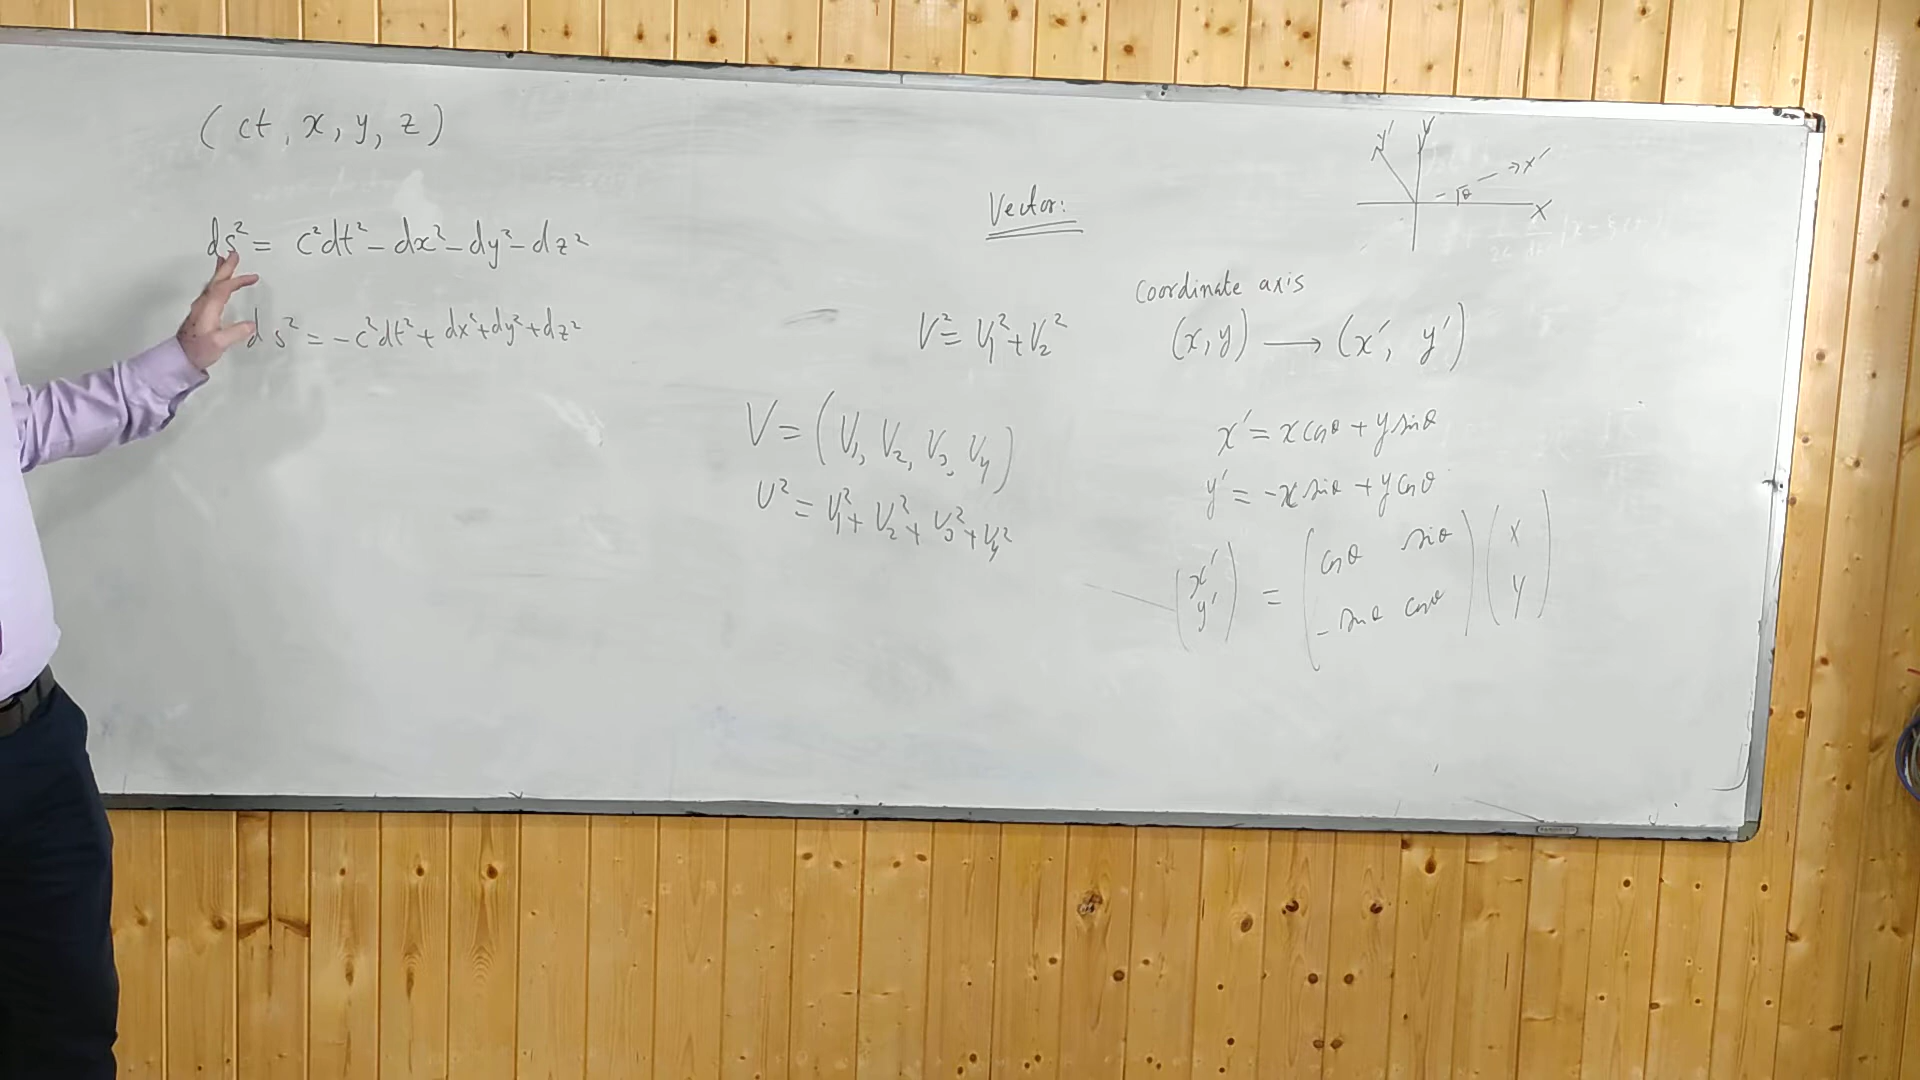 (ct, x, y, z)
ds² = c²dt² - dx² - dy² - dz²
ds² = -c²dt² + dx² + dy² + dz²
Vector:
V² = V₁² + V₂²
V = (V₁, V₂, V₃, V₄)
V² = V₁² + V₂² + V₃² + V₄²
y' y x'
θ
x
coordinate axis
(x, y) ⟶ (x', y')
x' = x cosθ + y sinθ
y' = -x sinθ + y cosθ
(x' y') = (cosθ sinθ -sinθ cosθ) (x y)